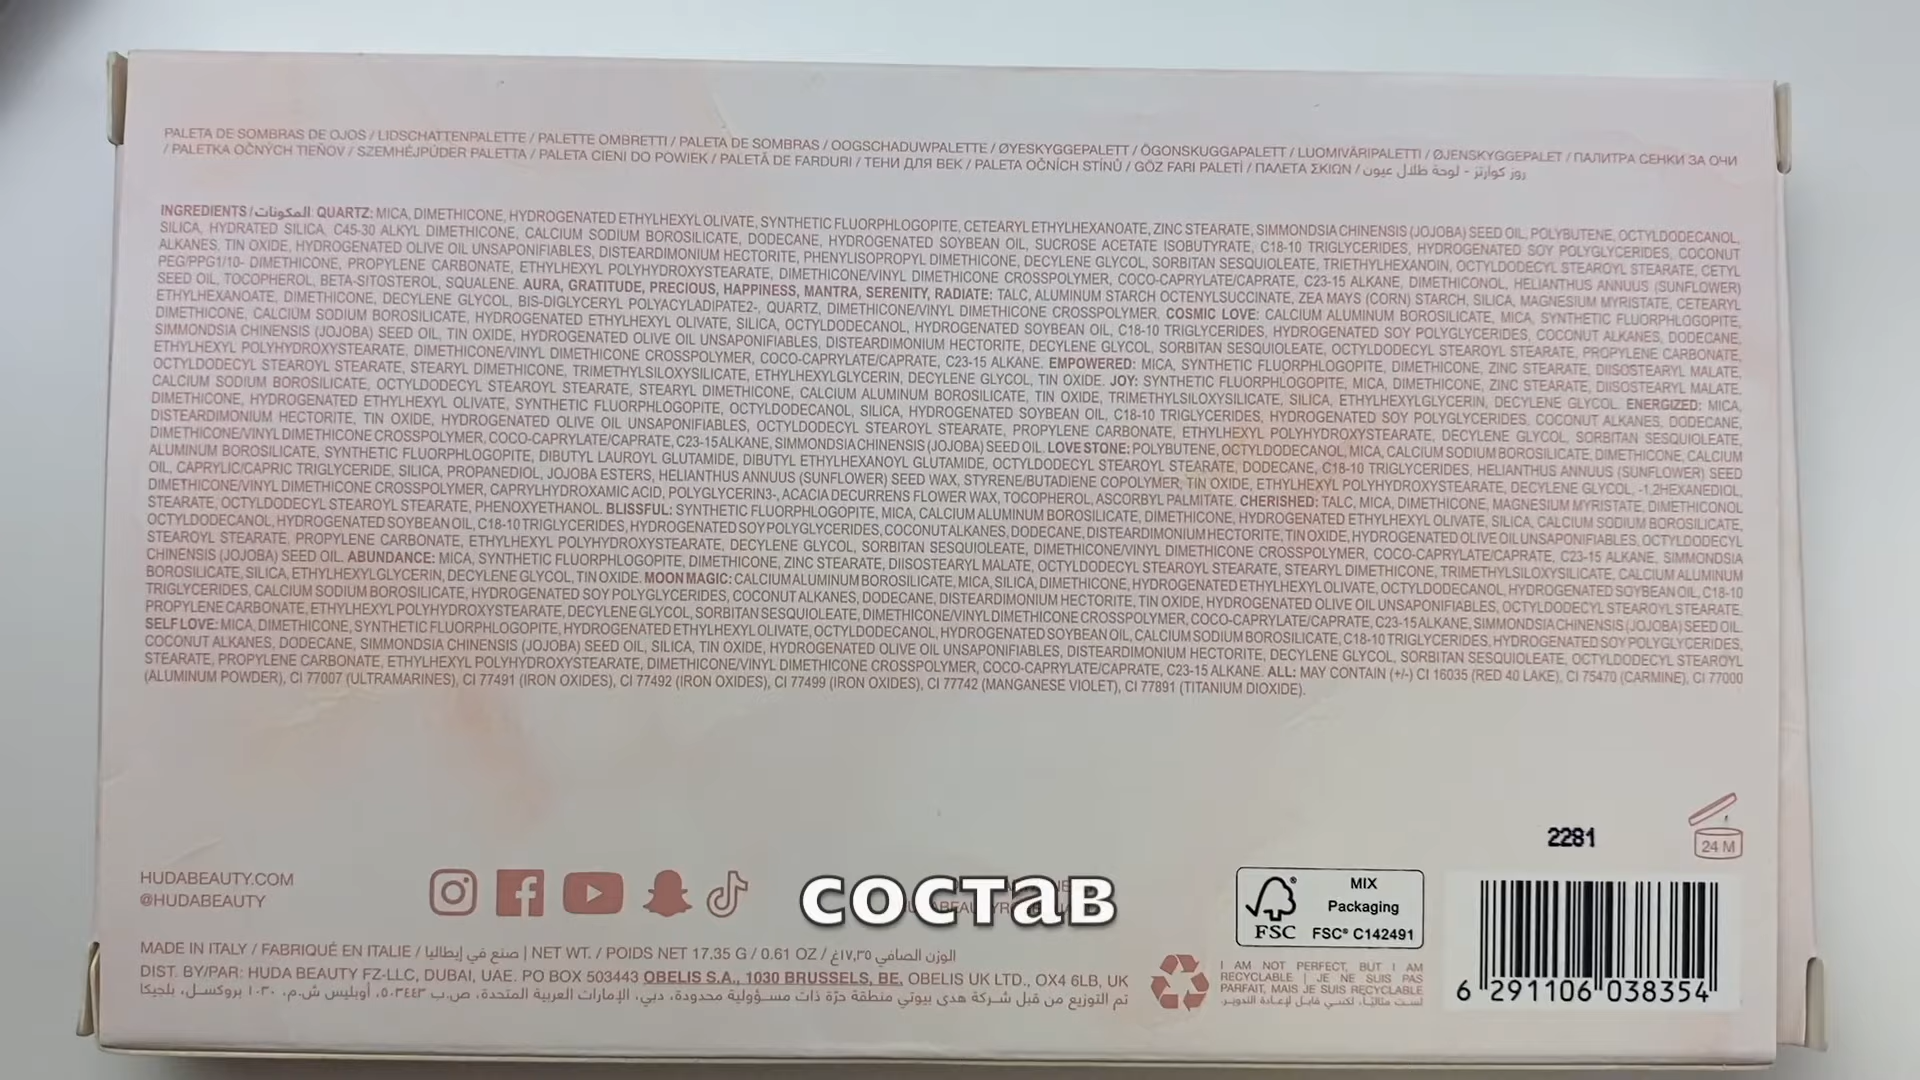 PALETA DE SOMBRAS DE OJOS / LIDSCHATTENPALETTE / PALETTE OMBRETTI / PALETA DE SOMBRAS / OOGSCHADUWPALETTE / ØYESKYGGEPALETT / ÖGONSKUGGAPALETT / LUOMIVÄRIPALETTI / ØJENSKYGGEPALET / ПАЛИТРА СЕНКИ ЗА ОЧИ
/ PALETKA OČNÝCH TIEŇOV / SZEMHÉJPÚDER PALETTA / PALETA CIENI DO POWIEK / PALETĂ DE FARDURI / ТЕНИ ДЛЯ ВЕК / PALETA OČNÍCH STÍNŮ / GÖZ FARI PALETİ / ΠΑΛΕΤΑ ΣΚΙΩΝ / روز كوارتز - لوحة ظلال عيون
INGREDIENTS / المكونات: QUARTZ: MICA, DIMETHICONE, HYDROGENATED ETHYLHEXYL OLIVATE, SYNTHETIC FLUORPHLOGOPITE, CETEARYL ETHYLHEXANOATE, ZINC STEARATE, SIMMONDSIA CHINENSIS (JOJOBA) SEED OIL, POLYBUTENE, OCTYLDODECANOL,
SILICA, HYDRATED SILICA, C45-30 ALKYL DIMETHICONE, CALCIUM SODIUM BOROSILICATE, DODECANE, HYDROGENATED SOYBEAN OIL, SUCROSE ACETATE ISOBUTYRATE, C18-10 TRIGLYCERIDES, HYDROGENATED SOY POLYGLYCERIDES, COCONUT
ALKANES, TIN OXIDE, HYDROGENATED OLIVE OIL UNSAPONIFIABLES, DISTEARDIMONIUM HECTORITE, PHENYLISOPROPYL DIMETHICONE, DECYLENE GLYCOL, SORBITAN SESQUIOLEATE, TRIETHYLHEXANOIN, OCTYLDODECYL STEAROYL STEARATE, CETYL
PEG/PPG1/10- DIMETHICONE, PROPYLENE CARBONATE, ETHYLHEXYL POLYHYDROXYSTEARATE, DIMETHICONE/VINYL DIMETHICONE CROSSPOLYMER, COCO-CAPRYLATE/CAPRATE, C23-15 ALKANE, DIMETHICONOL, HELIANTHUS ANNUUS (SUNFLOWER)
SEED OIL, TOCOPHEROL, BETA-SITOSTEROL, SQUALENE. AURA, GRATITUDE, PRECIOUS, HAPPINESS, MANTRA, SERENITY, RADIATE: TALC, ALUMINUM STARCH OCTENYLSUCCINATE, ZEA MAYS (CORN) STARCH, SILICA, MAGNESIUM MYRISTATE, CETEARYL
ETHYLHEXANOATE, DIMETHICONE, DECYLENE GLYCOL, BIS-DIGLYCERYL POLYACYLADIPATE2-, QUARTZ, DIMETHICONE/VINYL DIMETHICONE CROSSPOLYMER. COSMIC LOVE: CALCIUM ALUMINUM BOROSILICATE, MICA, SYNTHETIC FLUORPHLOGOPITE,
DIMETHICONE, CALCIUM SODIUM BOROSILICATE, HYDROGENATED ETHYLHEXYL OLIVATE, SILICA, OCTYLDODECANOL, HYDROGENATED SOYBEAN OIL, C18-10 TRIGLYCERIDES, HYDROGENATED SOY POLYGLYCERIDES, COCONUT ALKANES, DODECANE,
SIMMONDSIA CHINENSIS (JOJOBA) SEED OIL, TIN OXIDE, HYDROGENATED OLIVE OIL UNSAPONIFIABLES, DISTEARDIMONIUM HECTORITE, DECYLENE GLYCOL, SORBITAN SESQUIOLEATE, OCTYLDODECYL STEAROYL STEARATE, PROPYLENE CARBONATE,
ETHYLHEXYL POLYHYDROXYSTEARATE, DIMETHICONE/VINYL DIMETHICONE CROSSPOLYMER, COCO-CAPRYLATE/CAPRATE, C23-15 ALKANE. EMPOWERED: MICA, SYNTHETIC FLUORPHLOGOPITE, DIMETHICONE, ZINC STEARATE, DIISOSTEARYL MALATE,
OCTYLDODECYL STEAROYL STEARATE, STEARYL DIMETHICONE, TRIMETHYLSILOXYSILICATE, ETHYLHEXYLGLYCERIN, DECYLENE GLYCOL, TIN OXIDE. JOY: SYNTHETIC FLUORPHLOGOPITE, MICA, DIMETHICONE, ZINC STEARATE, DIISOSTEARYL MALATE,
CALCIUM SODIUM BOROSILICATE, OCTYLDODECYL STEAROYL STEARATE, STEARYL DIMETHICONE, CALCIUM ALUMINUM BOROSILICATE, TIN OXIDE, TRIMETHYLSILOXYSILICATE, SILICA, ETHYLHEXYLGLYCERIN, DECYLENE GLYCOL. ENERGIZED: MICA,
DIMETHICONE, HYDROGENATED ETHYLHEXYL OLIVATE, SYNTHETIC FLUORPHLOGOPITE, OCTYLDODECANOL, SILICA, HYDROGENATED SOYBEAN OIL, C18-10 TRIGLYCERIDES, HYDROGENATED SOY POLYGLYCERIDES, COCONUT ALKANES, DODECANE,
DISTEARDIMONIUM HECTORITE, TIN OXIDE, HYDROGENATED OLIVE OIL UNSAPONIFIABLES, OCTYLDODECYL STEAROYL STEARATE, PROPYLENE CARBONATE, ETHYLHEXYL POLYHYDROXYSTEARATE, DECYLENE GLYCOL, SORBITAN SESQUIOLEATE,
DIMETHICONE/VINYL DIMETHICONE CROSSPOLYMER, COCO-CAPRYLATE/CAPRATE, C23-15 ALKANE, SIMMONDSIA CHINENSIS (JOJOBA) SEED OIL. LOVE STONE: POLYBUTENE, OCTYLDODECANOL, MICA, CALCIUM SODIUM BOROSILICATE, DIMETHICONE, CALCIUM
ALUMINUM BOROSILICATE, SYNTHETIC FLUORPHLOGOPITE, DIBUTYL LAUROYL GLUTAMIDE, DIBUTYL ETHYLHEXANOYL GLUTAMIDE, OCTYLDODECYL STEAROYL STEARATE, DODECANE, C18-10 TRIGLYCERIDES, HELIANTHUS ANNUUS (SUNFLOWER) SEED
OIL, CAPRYLIC/CAPRIC TRIGLYCERIDE, SILICA, PROPANEDIOL, JOJOBA ESTERS, HELIANTHUS ANNUUS (SUNFLOWER) SEED WAX, STYRENE/BUTADIENE COPOLYMER, TIN OXIDE, ETHYLHEXYL POLYHYDROXYSTEARATE, DECYLENE GLYCOL, -1,2HEXANEDIOL,
DIMETHICONE/VINYL DIMETHICONE CROSSPOLYMER, CAPRYLHYDROXAMIC ACID, POLYGLYCERIN3-, ACACIA DECURRENS FLOWER WAX, TOCOPHEROL, ASCORBYL PALMITATE. CHERISHED: TALC, MICA, DIMETHICONE, MAGNESIUM MYRISTATE, DIMETHICONOL
STEARATE, OCTYLDODECYL STEAROYL STEARATE, PHENOXYETHANOL. BLISSFUL: SYNTHETIC FLUORPHLOGOPITE, MICA, CALCIUM ALUMINUM BOROSILICATE, DIMETHICONE, HYDROGENATED ETHYLHEXYL OLIVATE, SILICA, CALCIUM SODIUM BOROSILICATE,
OCTYLDODECANOL, HYDROGENATED SOYBEAN OIL, C18-10 TRIGLYCERIDES, HYDROGENATED SOY POLYGLYCERIDES, COCONUT ALKANES, DODECANE, DISTEARDIMONIUM HECTORITE, TIN OXIDE, HYDROGENATED OLIVE OIL UNSAPONIFIABLES, OCTYLDODECYL
STEAROYL STEARATE, PROPYLENE CARBONATE, ETHYLHEXYL POLYHYDROXYSTEARATE, DECYLENE GLYCOL, SORBITAN SESQUIOLEATE, DIMETHICONE/VINYL DIMETHICONE CROSSPOLYMER, COCO-CAPRYLATE/CAPRATE, C23-15 ALKANE, SIMMONDSIA
CHINENSIS (JOJOBA) SEED OIL. ABUNDANCE: MICA, SYNTHETIC FLUORPHLOGOPITE, DIMETHICONE, ZINC STEARATE, DIISOSTEARYL MALATE, OCTYLDODECYL STEAROYL STEARATE, STEARYL DIMETHICONE, TRIMETHYLSILOXYSILICATE, CALCIUM ALUMINUM
BOROSILICATE, SILICA, ETHYLHEXYLGLYCERIN, DECYLENE GLYCOL, TIN OXIDE. MOON MAGIC: CALCIUM ALUMINUM BOROSILICATE, MICA, SILICA, DIMETHICONE, HYDROGENATED ETHYLHEXYL OLIVATE, OCTYLDODECANOL, HYDROGENATED SOYBEAN OIL, C18-10
TRIGLYCERIDES, CALCIUM SODIUM BOROSILICATE, HYDROGENATED SOY POLYGLYCERIDES, COCONUT ALKANES, DODECANE, DISTEARDIMONIUM HECTORITE, TIN OXIDE, HYDROGENATED OLIVE OIL UNSAPONIFIABLES, OCTYLDODECYL STEAROYL STEARATE,
PROPYLENE CARBONATE, ETHYLHEXYL POLYHYDROXYSTEARATE, DECYLENE GLYCOL, SORBITAN SESQUIOLEATE, DIMETHICONE/VINYL DIMETHICONE CROSSPOLYMER, COCO-CAPRYLATE/CAPRATE, C23-15 ALKANE, SIMMONDSIA CHINENSIS (JOJOBA) SEED OIL.
SELF LOVE: MICA, DIMETHICONE, SYNTHETIC FLUORPHLOGOPITE, HYDROGENATED ETHYLHEXYL OLIVATE, OCTYLDODECANOL, HYDROGENATED SOYBEAN OIL, CALCIUM SODIUM BOROSILICATE, C18-10 TRIGLYCERIDES, HYDROGENATED SOY POLYGLYCERIDES,
COCONUT ALKANES, DODECANE, SIMMONDSIA CHINENSIS (JOJOBA) SEED OIL, SILICA, TIN OXIDE, HYDROGENATED OLIVE OIL UNSAPONIFIABLES, DISTEARDIMONIUM HECTORITE, DECYLENE GLYCOL, SORBITAN SESQUIOLEATE, OCTYLDODECYL STEAROYL
STEARATE, PROPYLENE CARBONATE, ETHYLHEXYL POLYHYDROXYSTEARATE, DIMETHICONE/VINYL DIMETHICONE CROSSPOLYMER, COCO-CAPRYLATE/CAPRATE, C23-15 ALKANE. ALL: MAY CONTAIN (+/-) CI 16035 (RED 40 LAKE), CI 75470 (CARMINE), CI 77000
(ALUMINUM POWDER), CI 77007 (ULTRAMARINES), CI 77491 (IRON OXIDES), CI 77492 (IRON OXIDES), CI 77499 (IRON OXIDES), CI 77742 (MANGANESE VIOLET), CI 77891 (TITANIUM DIOXIDE).
2281
24 M
HUDABEAUTY.COM
@HUDABEAUTY
состав
MIX
Packaging
FSC
FSC® C142491
MADE IN ITALY / FABRIQUÉ EN ITALIE / صنع في إيطاليا | NET WT. / POIDS NET 17.35 G / 0.61 OZ / الوزن الصافي ١٧,٣٥غ
DIST. BY/PAR: HUDA BEAUTY FZ-LLC, DUBAI, UAE. PO BOX 503443 OBELIS S.A., 1030 BRUSSELS, BE, OBELIS UK LTD., OX4 6LB, UK
تم التوزيع من قبل شركة هدى بيوتي منطقة حرّة ذات مسؤولية محدودة، دبي، الإمارات العربية المتحدة، ص.ب ٥٠٣٤٤٣، أوبليس ش.م، ١٠٣٠ بروكسل، بلجيكا
I AM NOT PERFECT, BUT I AM
RECYCLABLE | JE NE SUIS PAS
PARFAIT, MAIS JE SUIS RECYCLABLE
لست مثاليًا، لكنني قابل لإعادة التدوير.
6 291106 038354